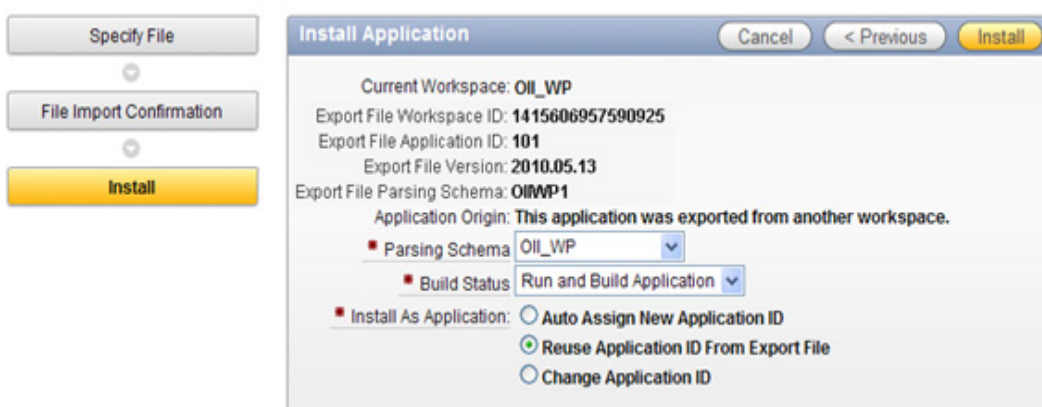 Specify File
File Import Confirmation
Install
Install Application
Cancel
< Previous
Install
Current Workspace: OII_WP
Export File Workspace ID: 1415606957590925
Export File Application ID: 101
Export File Version: 2010.05.13
Export File Parsing Schema: OIIWP1
Application Origin: This application was exported from another workspace.
* Parsing Schema OII_WP
* Build Status Run and Build Application
* Install As Application: Auto Assign New Application ID
Reuse Application ID From Export File
Change Application ID